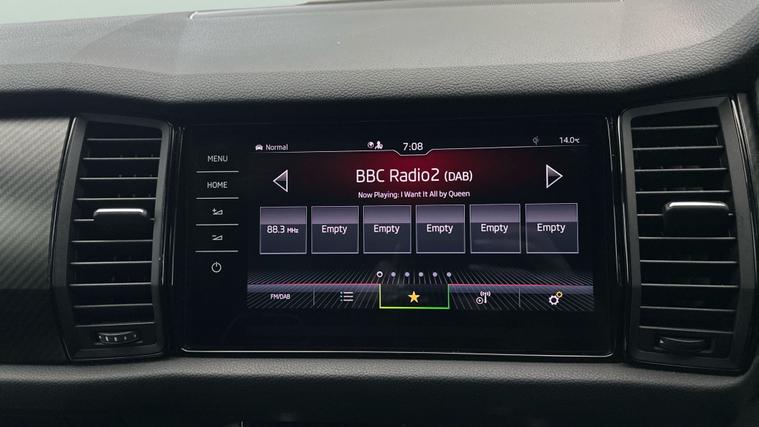 MENU
HOME
Normal
7:08
14.0℃
BBC Radio2 (DAB)
Now Playing: I Want It All by Queen
88.3 MHz
Empty
Empty
Empty
Empty
Empty
FM/DAB